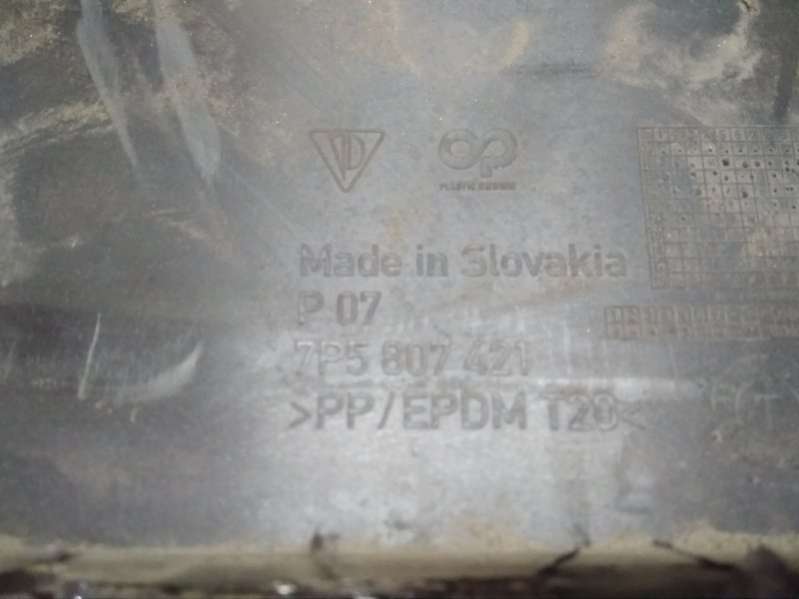 Made in Slovakia
P 07
7P5 807 421
>PP/EPDM T20<